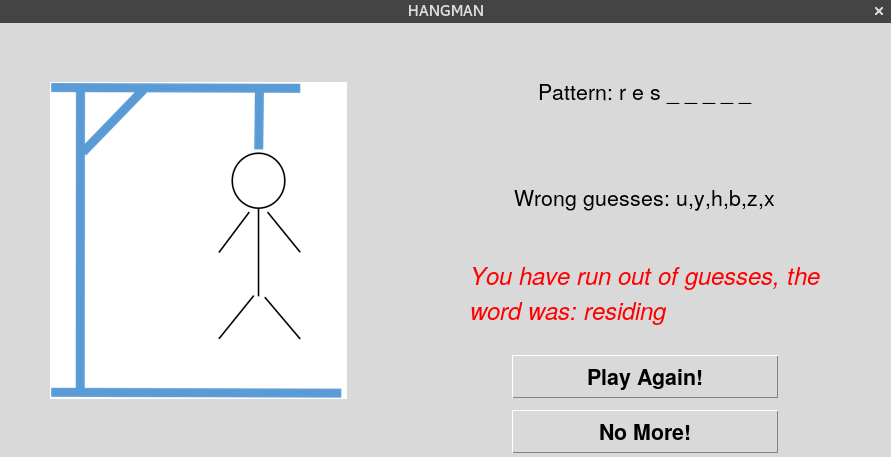 HANGMAN
Pattern: r e s _ _ _ _ _
Wrong guesses: u,y,h,b,z,x
You have run out of guesses, the
word was: residing
Play Again!
No More!